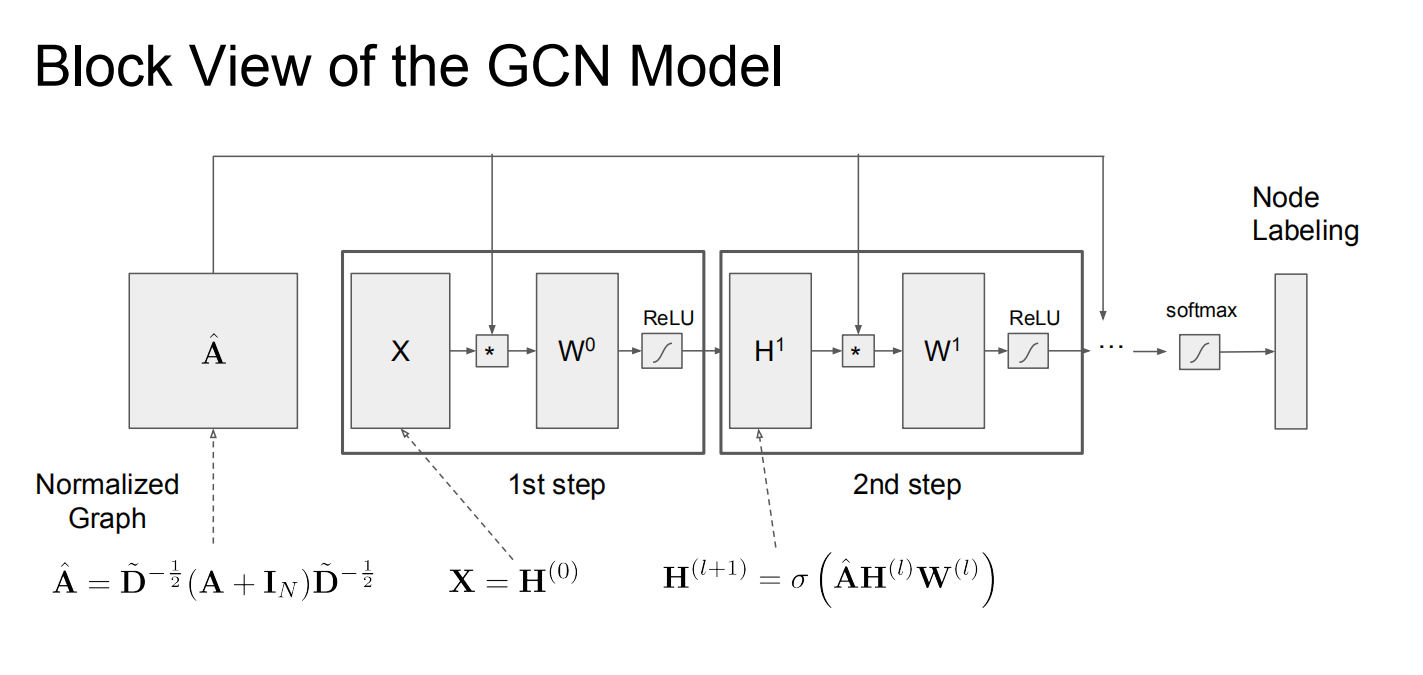 Block View of the GCN Model
Node
Labeling
softmax
ReLU
ReLU
Â
X
*
W⁰
H¹
*
W¹
...
1st step
2nd step
Normalized
Graph
Â = D̃^{-1/2}(A + I_N)D̃^{-1/2}
X = H^{(0)}
H^{(l+1)} = σ(ÂH^{(l)}W^{(l)})